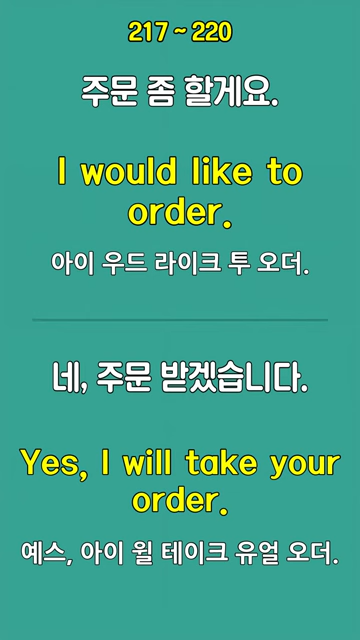 217 ~ 220
주문 좀 할게요.
I would like to
order.
아이 우드 라이크 투 오더.
네, 주문 받겠습니다.
Yes, I will take your
order.
예스, 아이 윌 테이크 유얼 오더.